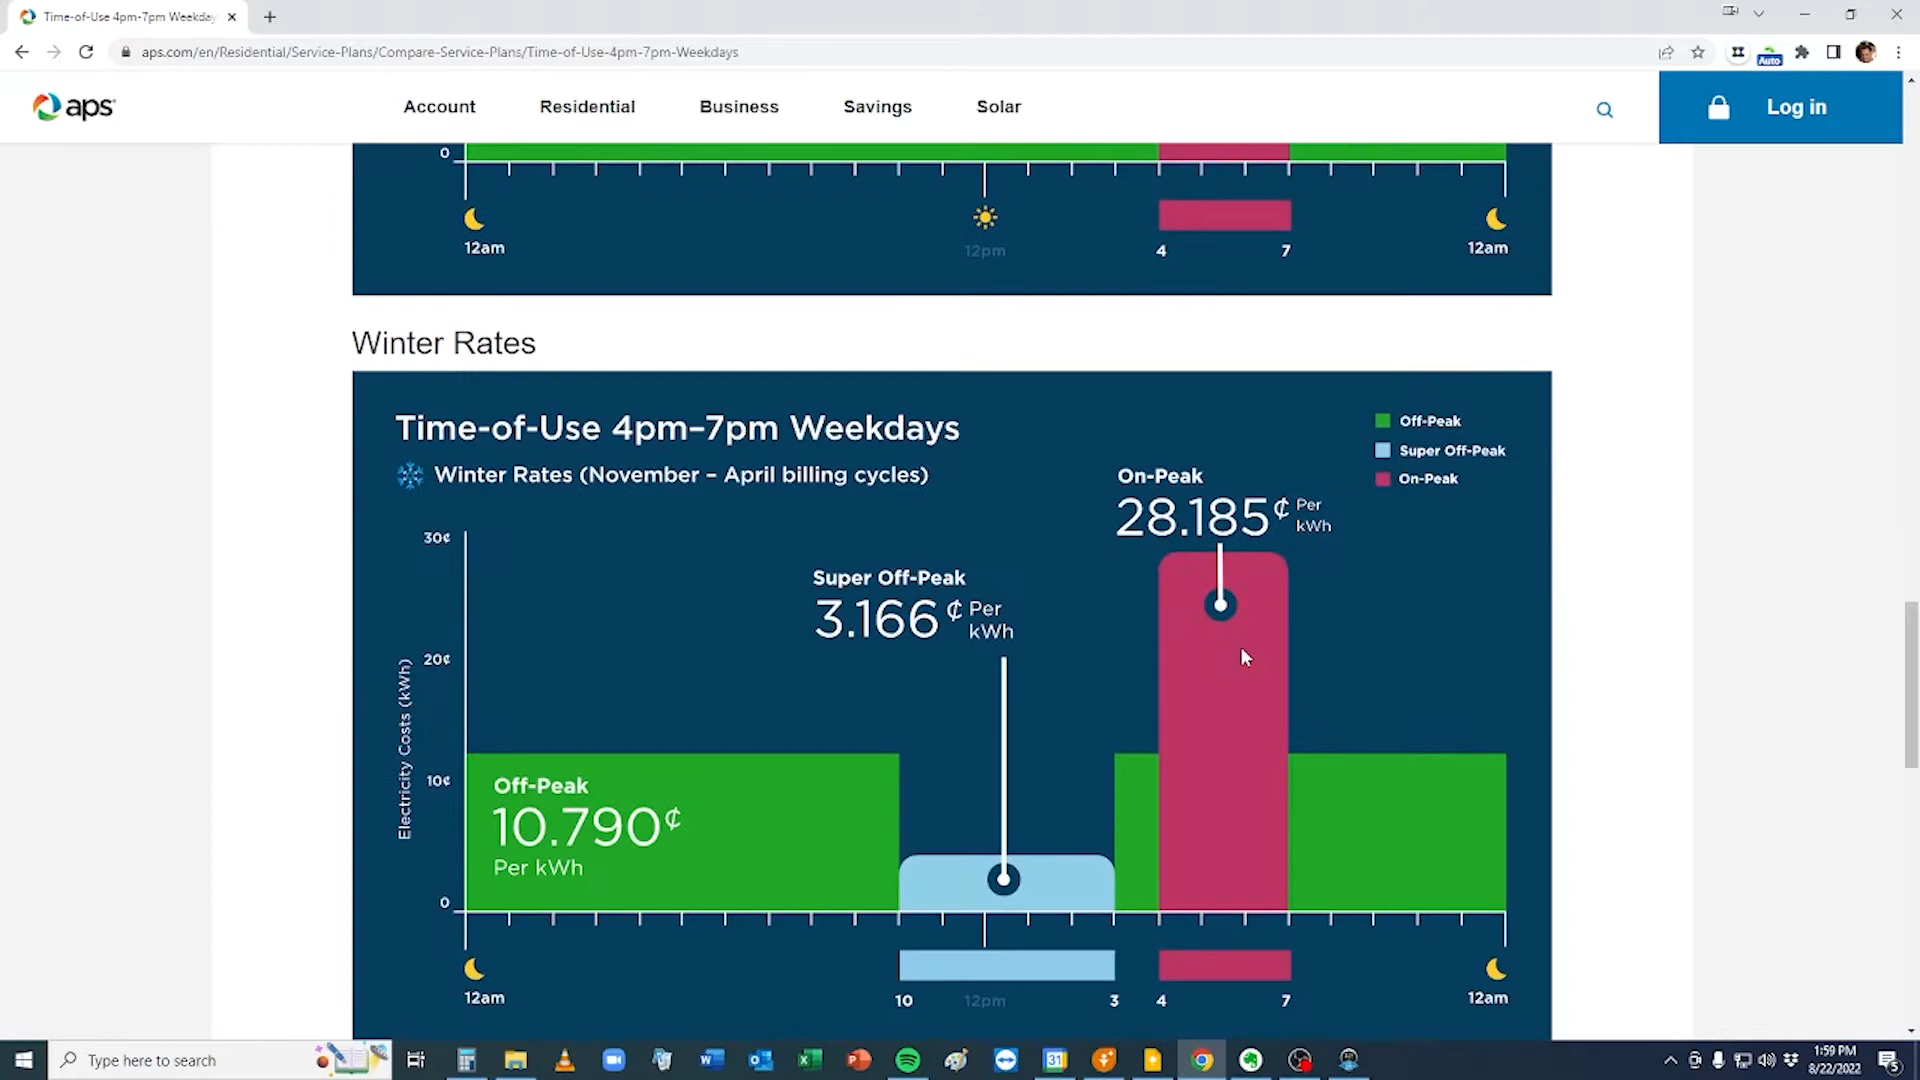 Time-of-Use 4pm-7pm Weekday
aps.com/en/Residential/Service-Plans/Compare-Service-Plans/Time-of-Use-4pm-7pm-Weekdays
Auto
aps
Account
Residential
Business
Savings
Solar
Log in
0
12am
12pm
4
7
12am
Winter Rates
Time-of-Use 4pm–7pm Weekdays
Winter Rates (November – April billing cycles)
Off-Peak
Super Off-Peak
On-Peak
On-Peak
28.185¢ Per kWh
Super Off-Peak
3.166¢ Per kWh
Electricity Costs (kWh)
30¢
20¢
10¢
0
Off-Peak
10.790¢
Per kWh
12am
10
12pm
3
4
7
12am
Type here to search
31
1:59 PM
8/22/2022
5